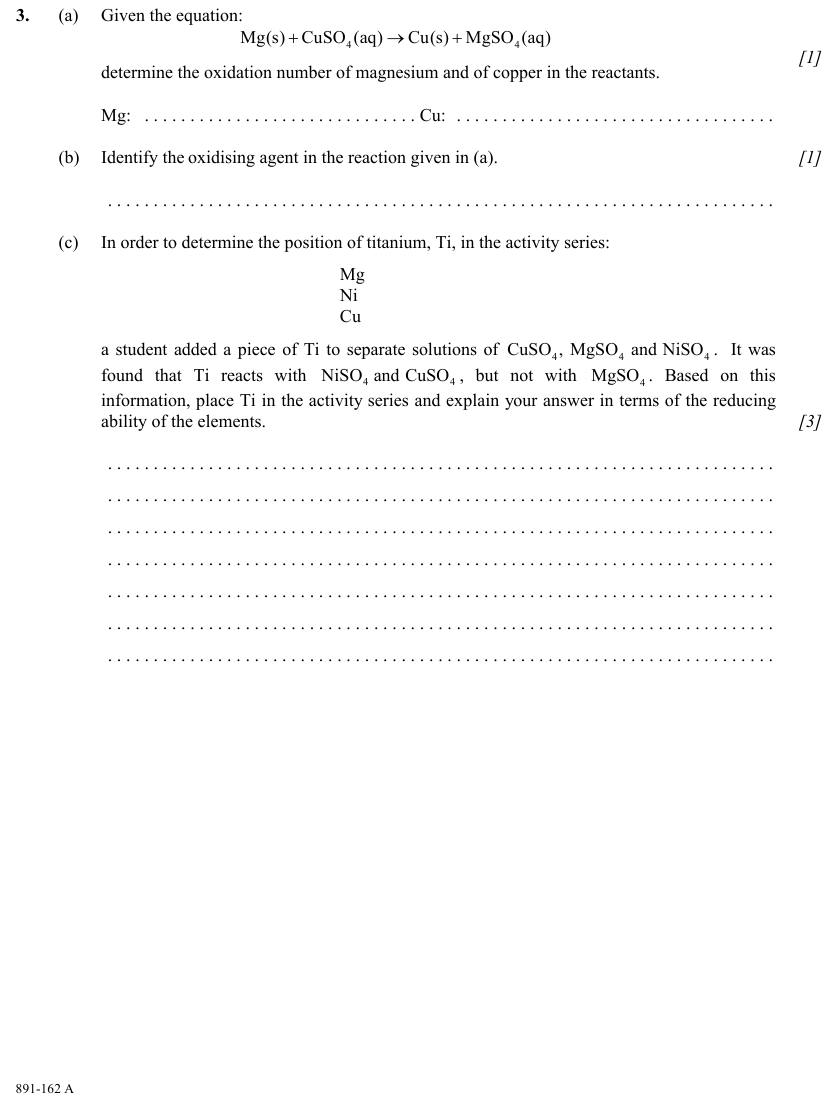 3. (a) Given the equation:
Mg(s) + CuSO₄(aq) → Cu(s) + MgSO₄(aq)
[1]
determine the oxidation number of magnesium and of copper in the reactants.
Mg: . . . . . . . . . . . . . . . . . . . . . . . . . . . . . . Cu: . . . . . . . . . . . . . . . . . . . . . . . . . . . . . . . . . . .
(b) Identify the oxidising agent in the reaction given in (a). [1]
. . . . . . . . . . . . . . . . . . . . . . . . . . . . . . . . . . . . . . . . . . . . . . . . . . . . . . . . . . . . . . . . . . . . . . . . . .
(c) In order to determine the position of titanium, Ti, in the activity series:
Mg
Ni
Cu
a student added a piece of Ti to separate solutions of CuSO₄, MgSO₄ and NiSO₄. It was
found that Ti reacts with NiSO₄ and CuSO₄, but not with MgSO₄. Based on this
information, place Ti in the activity series and explain your answer in terms of the reducing
ability of the elements. [3]
. . . . . . . . . . . . . . . . . . . . . . . . . . . . . . . . . . . . . . . . . . . . . . . . . . . . . . . . . . . . . . . . . . . . . . . . . .
. . . . . . . . . . . . . . . . . . . . . . . . . . . . . . . . . . . . . . . . . . . . . . . . . . . . . . . . . . . . . . . . . . . . . . . . . .
. . . . . . . . . . . . . . . . . . . . . . . . . . . . . . . . . . . . . . . . . . . . . . . . . . . . . . . . . . . . . . . . . . . . . . . . . .
. . . . . . . . . . . . . . . . . . . . . . . . . . . . . . . . . . . . . . . . . . . . . . . . . . . . . . . . . . . . . . . . . . . . . . . . . .
. . . . . . . . . . . . . . . . . . . . . . . . . . . . . . . . . . . . . . . . . . . . . . . . . . . . . . . . . . . . . . . . . . . . . . . . . .
. . . . . . . . . . . . . . . . . . . . . . . . . . . . . . . . . . . . . . . . . . . . . . . . . . . . . . . . . . . . . . . . . . . . . . . . . .
. . . . . . . . . . . . . . . . . . . . . . . . . . . . . . . . . . . . . . . . . . . . . . . . . . . . . . . . . . . . . . . . . . . . . . . . . .
891-162 A